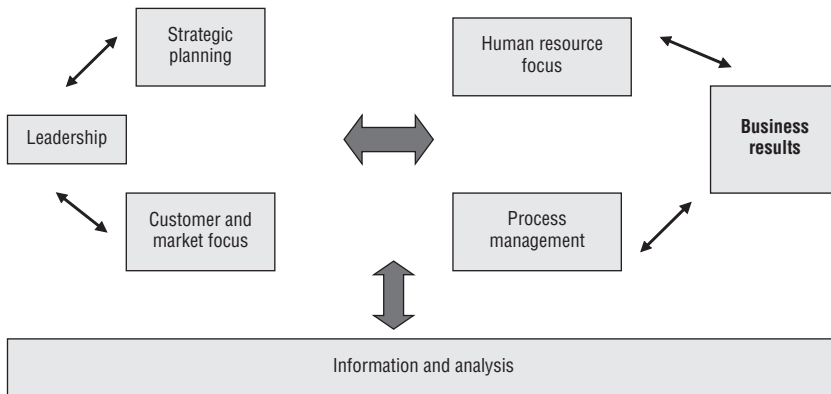 Strategic
planning
Human resource
focus
Leadership
Business
results
Customer and
market focus
Process
management
Information and analysis